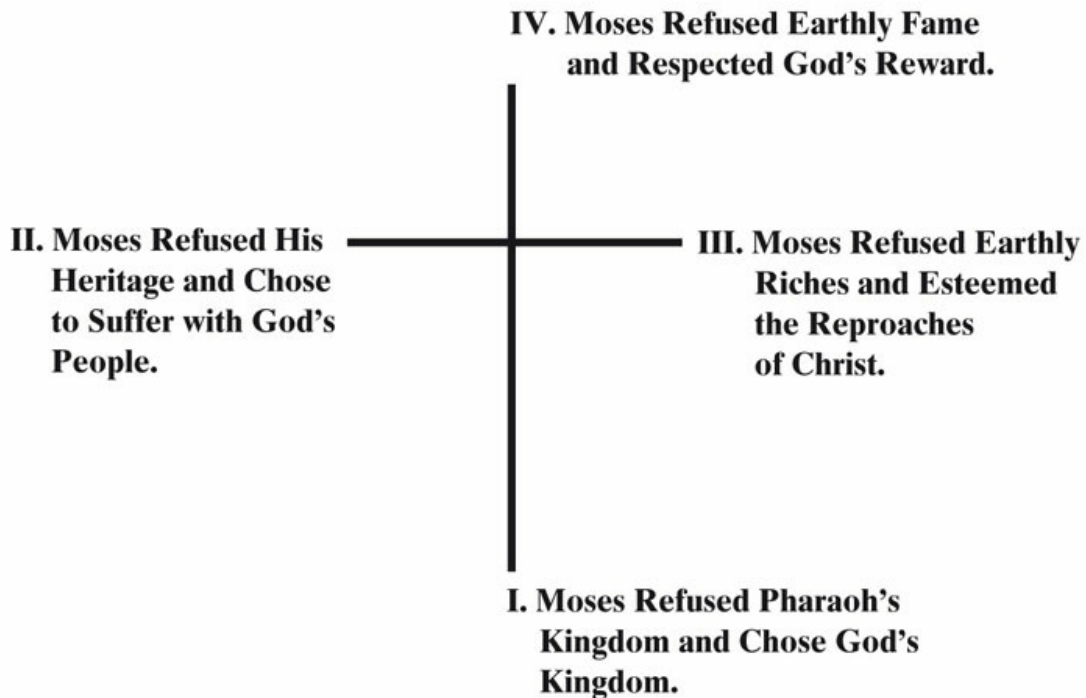 IV. Moses Refused Earthly Fame
and Respected God's Reward.
II. Moses Refused His
Heritage and Chose
to Suffer with God's
People.
III. Moses Refused Earthly
Riches and Esteemed
the Reproaches
of Christ.
I. Moses Refused Pharaoh's
Kingdom and Chose God's
Kingdom.